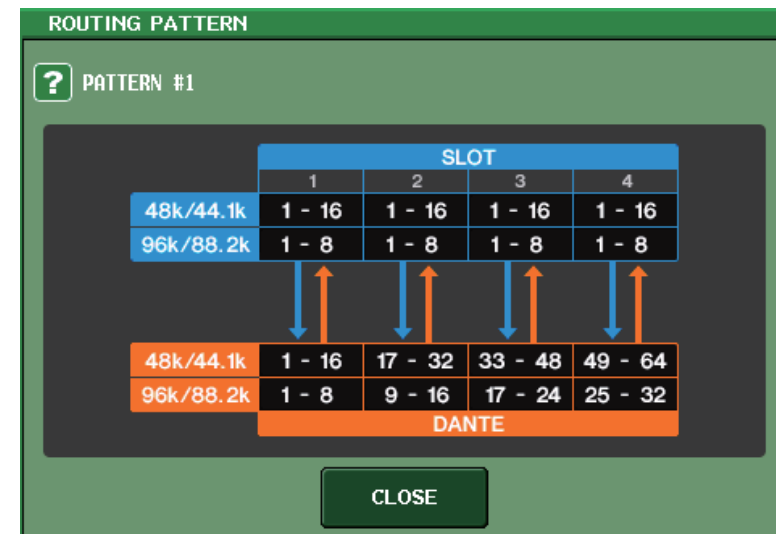 ROUTING PATTERN
? PATTERN #1
SLOT
1 2 3 4
48k/44.1k 1 - 16 1 - 16 1 - 16 1 - 16
96k/88.2k 1 - 8 1 - 8 1 - 8 1 - 8
48k/44.1k 1 - 16 17 - 32 33 - 48 49 - 64
96k/88.2k 1 - 8 9 - 16 17 - 24 25 - 32
DANTE
CLOSE